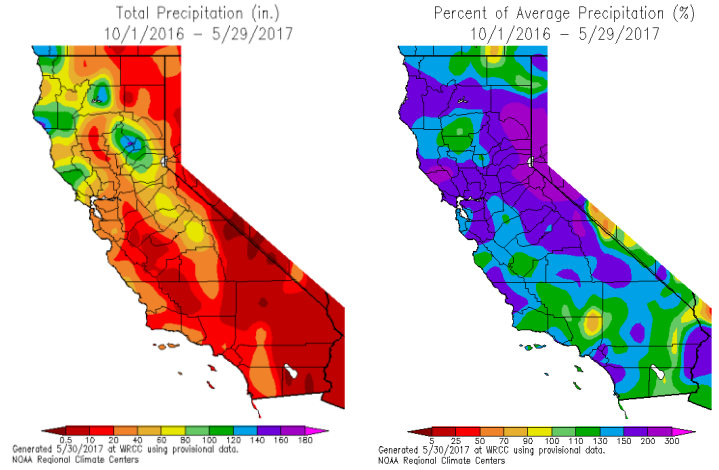 Total Precipitation (in.)
10/1/2016 – 5/29/2017
0.5 10 20 40 60 80 100 120 140 160 180
Generated 5/30/2017 at WRCC using provisional data.
NOAA Regional Climate Centers
Percent of Average Precipitation (%)
10/1/2016 – 5/29/2017
5 25 50 70 90 100 110 130 150 200 300
Generated 5/30/2017 at WRCC using provisional data.
NOAA Regional Climate Centers